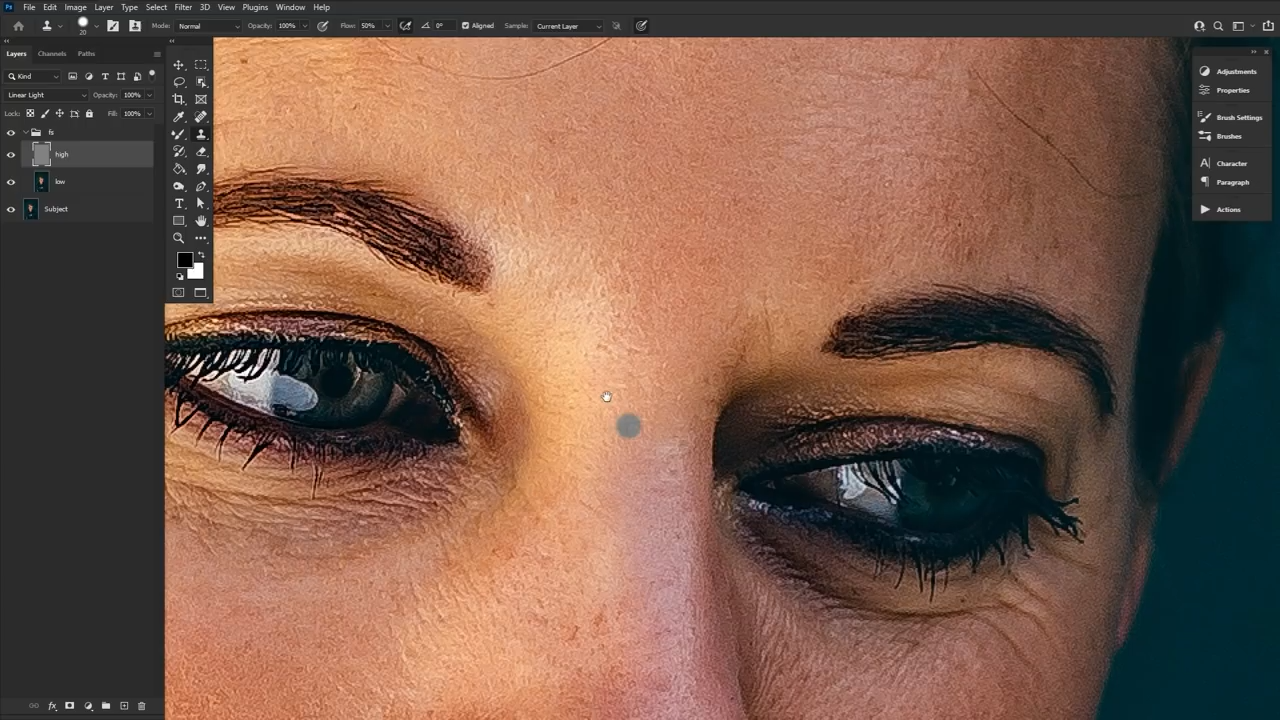 Ps File Edit Image Layer Type Select Filter 3D View Plugins Window Help
20 Mode: Normal Opacity: 100% Flow: 50% 0° Aligned Sample: Current Layer
Layers Channels Paths
Kind
Linear Light Opacity: 100%
Lock: Fill: 100%
fs
high
low
Subject
Adjustments
Properties
Brush Settings
Brushes
Character
Paragraph
Actions